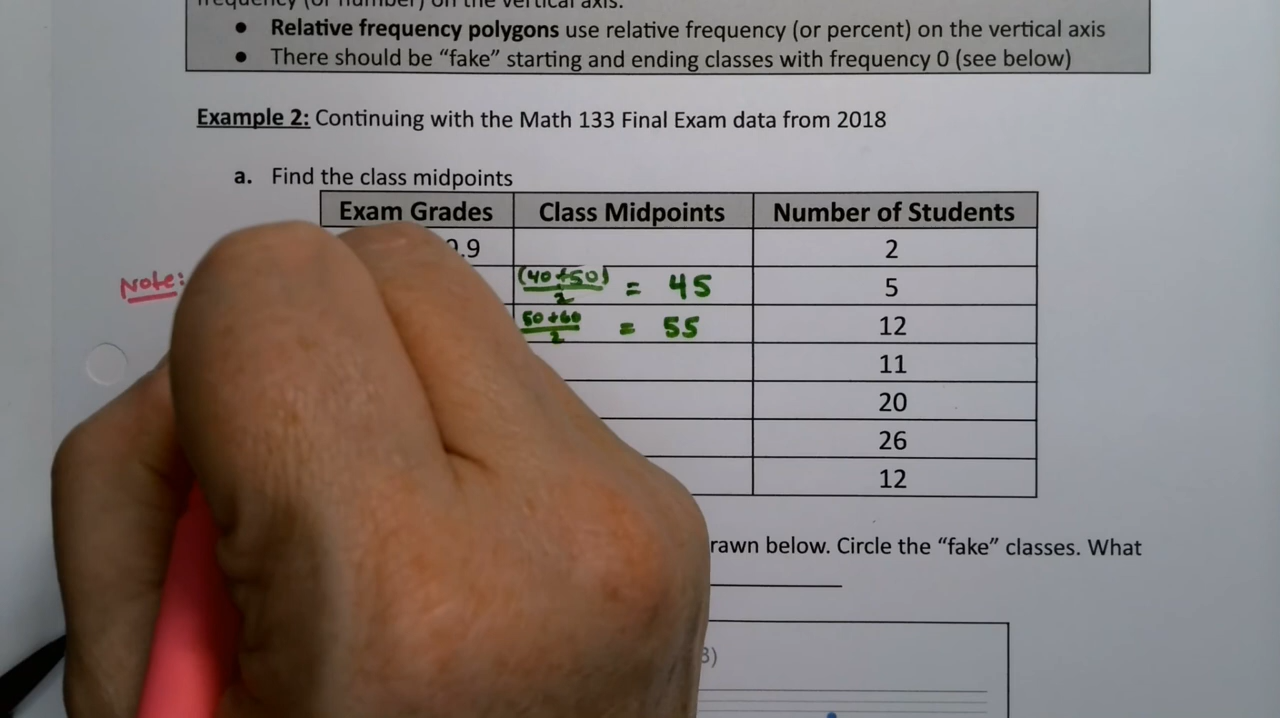 frequency (or number) on the vertical axis.
• Relative frequency polygons use relative frequency (or percent) on the vertical axis
• There should be “fake” starting and ending classes with frequency 0 (see below)
Example 2: Continuing with the Math 133 Final Exam data from 2018
a. Find the class midpoints
Exam Grades Class Midpoints Number of Students
.9 2
Note: (40+50)/2 = 45 5
50+60/2 = 55 12
11
20
26
12
rawn below. Circle the “fake” classes. What
3)